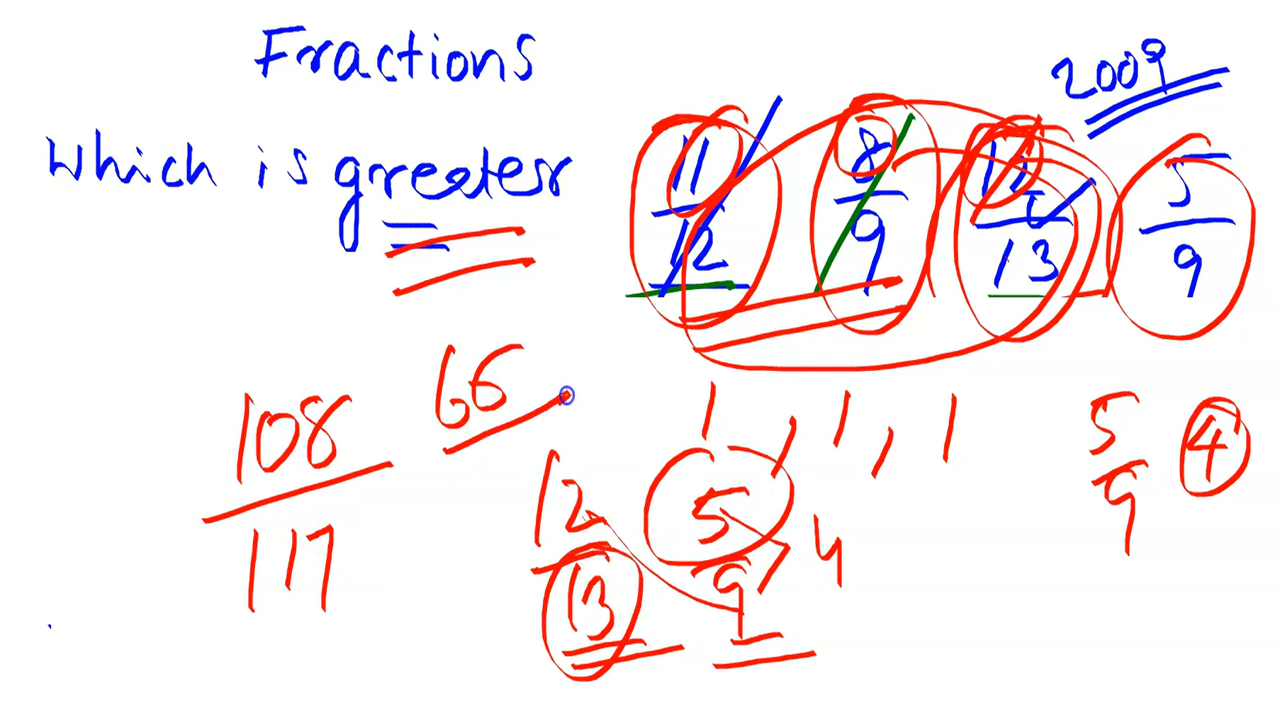 Fractions
2009
Which is greater 11/12 8/9 12/13 5/9
108/117 66 1, 1, 1 5/9 4
12/13 5/9 4